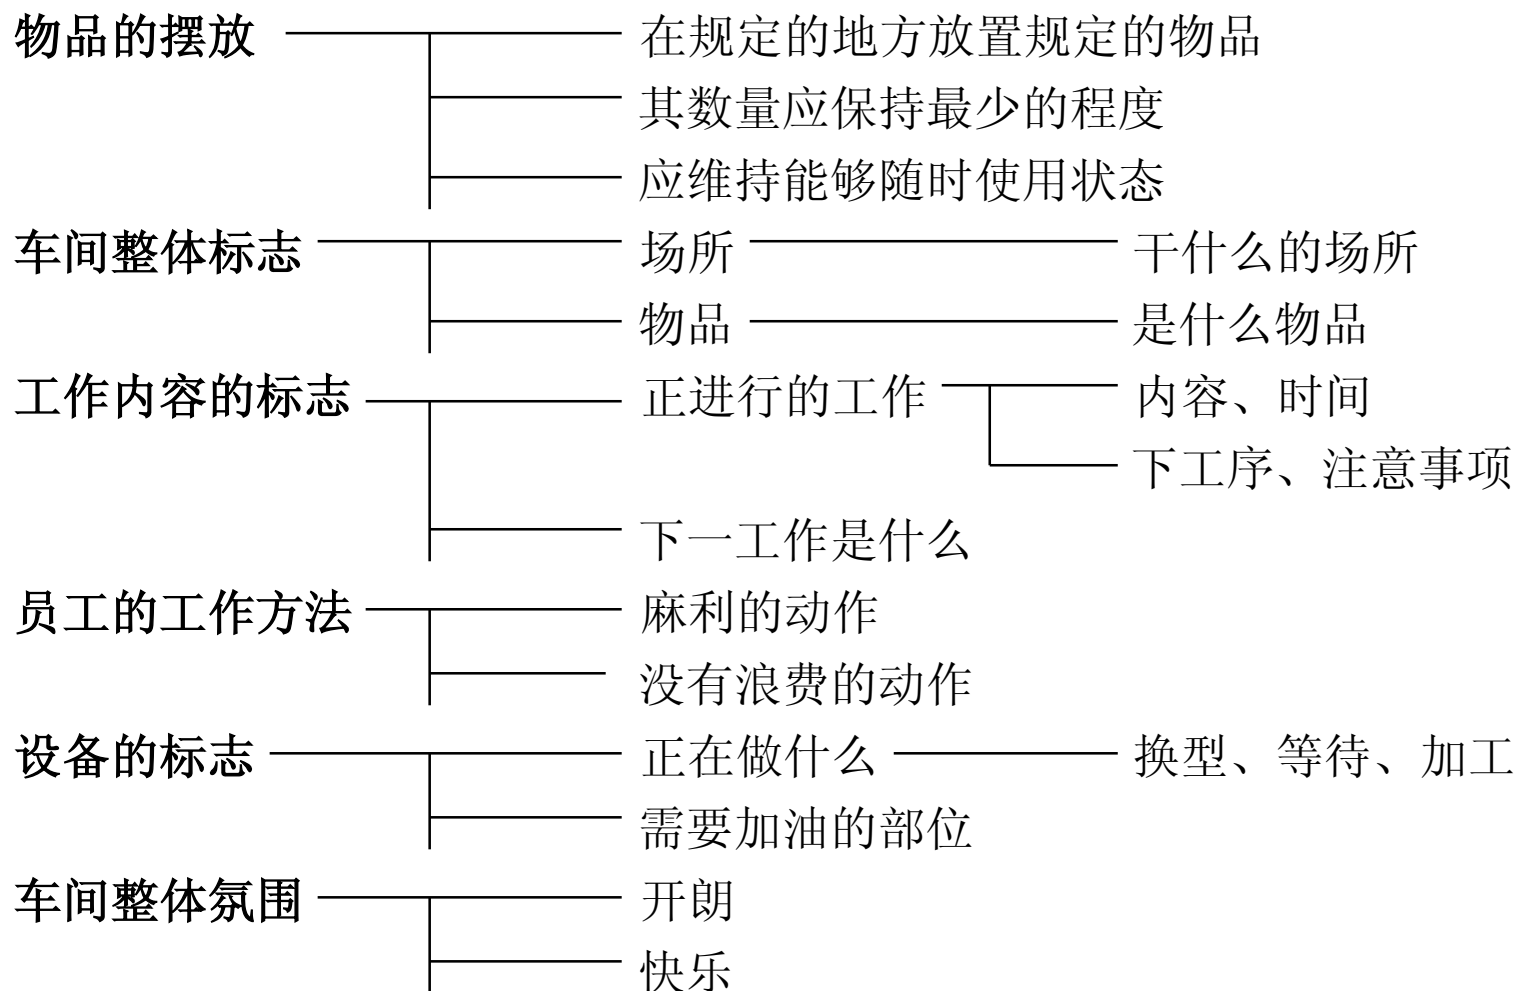 物品的摆放 在规定的地方放置规定的物品
其数量应保持最少的程度
应维持能够随时使用状态
车间整体标志 场所 干什么的场所
物品 是什么物品
工作内容的标志 正进行的工作 内容、时间
下工序、注意事项
下一工作是什么
员工的工作方法 麻利的动作
没有浪费的动作
设备的标志 正在做什么 换型、等待、加工
需要加油的部位
车间整体氛围 开朗
快乐